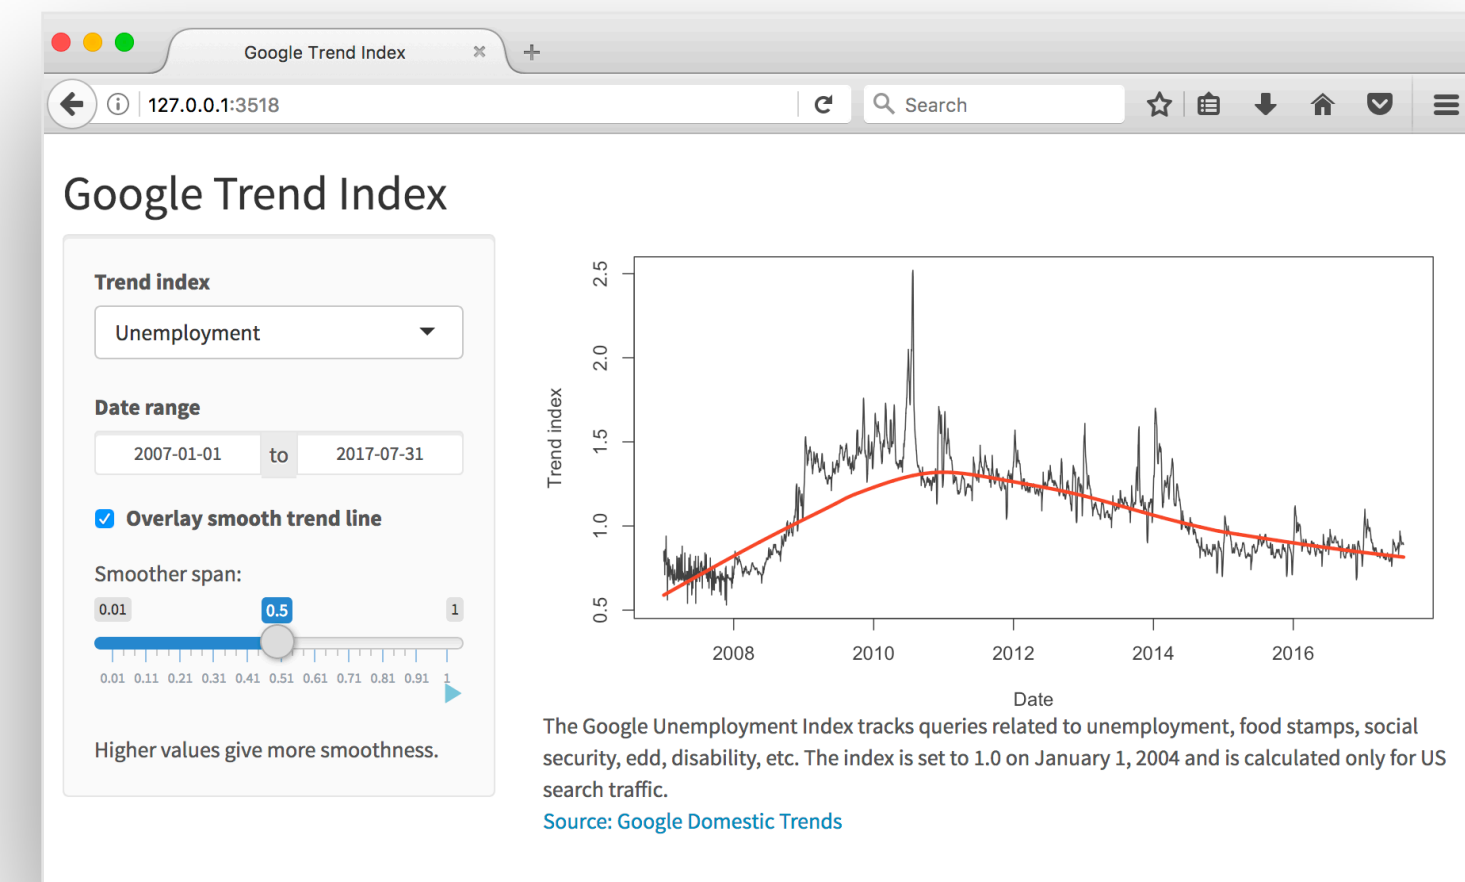 Google Trend Index
127.0.0.1:3518
Search
Google Trend Index
Trend index
Unemployment
Date range
2007-01-01 to 2017-07-31
Overlay smooth trend line
Smoother span:
0.01 0.5 1
0.01 0.11 0.21 0.31 0.41 0.51 0.61 0.71 0.81 0.91 1
Higher values give more smoothness.
Trend index
2.5
2.0
1.5
1.0
0.5
2008 2010 2012 2014 2016
Date
The Google Unemployment Index tracks queries related to unemployment, food stamps, social
security, edd, disability, etc. The index is set to 1.0 on January 1, 2004 and is calculated only for US
search traffic.
Source: Google Domestic Trends